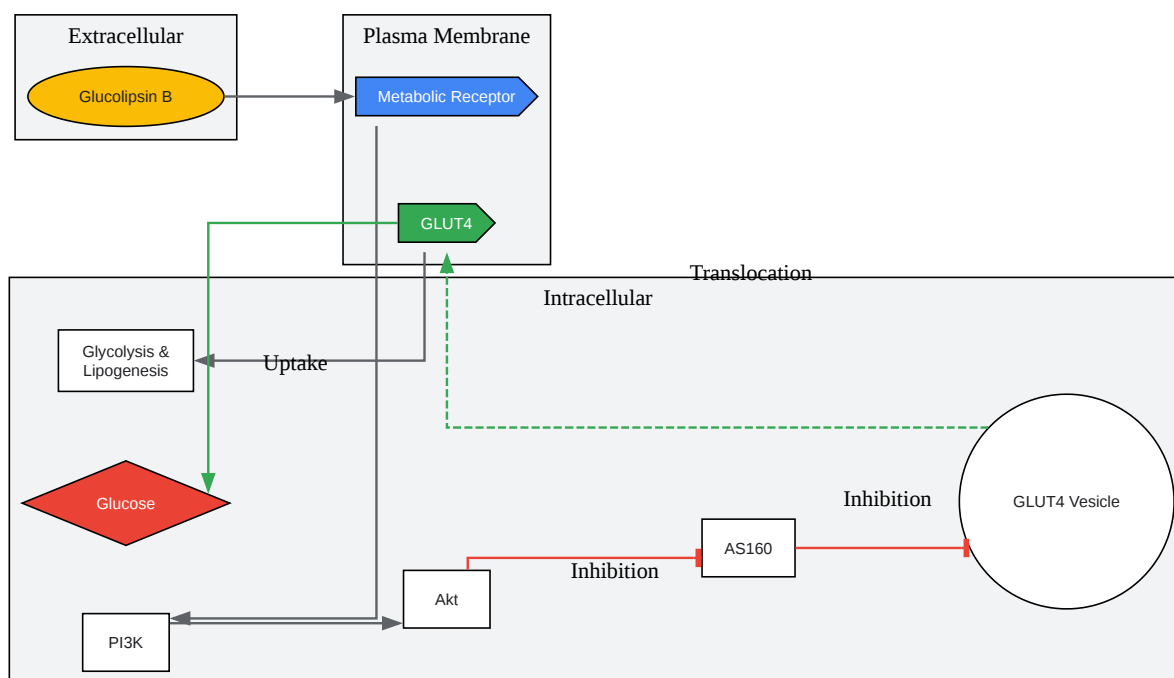 Extracellular
Plasma Membrane
Glucolipsin B
Metabolic Receptor
GLUT4
Translocation
Intracellular
Glycolysis &
Lipogenesis
Uptake
Glucose
Inhibition
GLUT4 Vesicle
AS160
Inhibition
Akt
PI3K